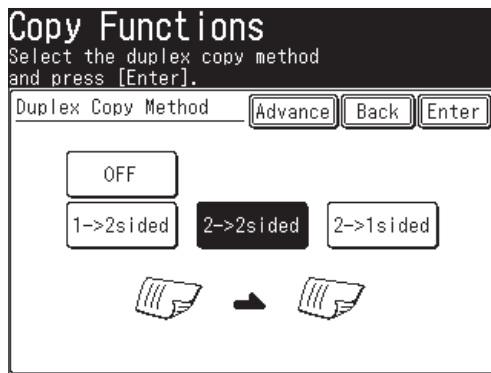 Copy Functions
Select the duplex copy method
and press [Enter].
Duplex Copy Method Advance Back Enter
OFF
1->2sided 2->2sided 2->1sided